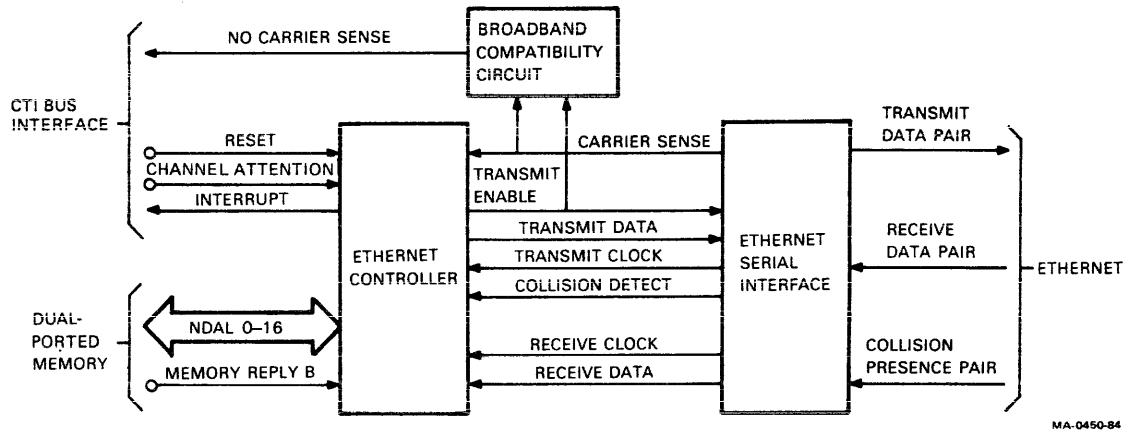 NO CARRIER SENSE
BROADBAND
COMPATIBILITY
CIRCUIT
CTI BUS
INTERFACE
RESET
CHANNEL ATTENTION
INTERRUPT
CARRIER SENSE
TRANSMIT
ENABLE
TRANSMIT
DATA PAIR
TRANSMIT DATA
TRANSMIT CLOCK
COLLISION DETECT
ETHERNET
CONTROLLER
ETHERNET
SERIAL
INTERFACE
RECEIVE
DATA PAIR
ETHERNET
DUAL-
PORTED
MEMORY
NDAL 0–16
MEMORY REPLY B
RECEIVE CLOCK
RECEIVE DATA
COLLISION
PRESENCE PAIR
MA-0450-84